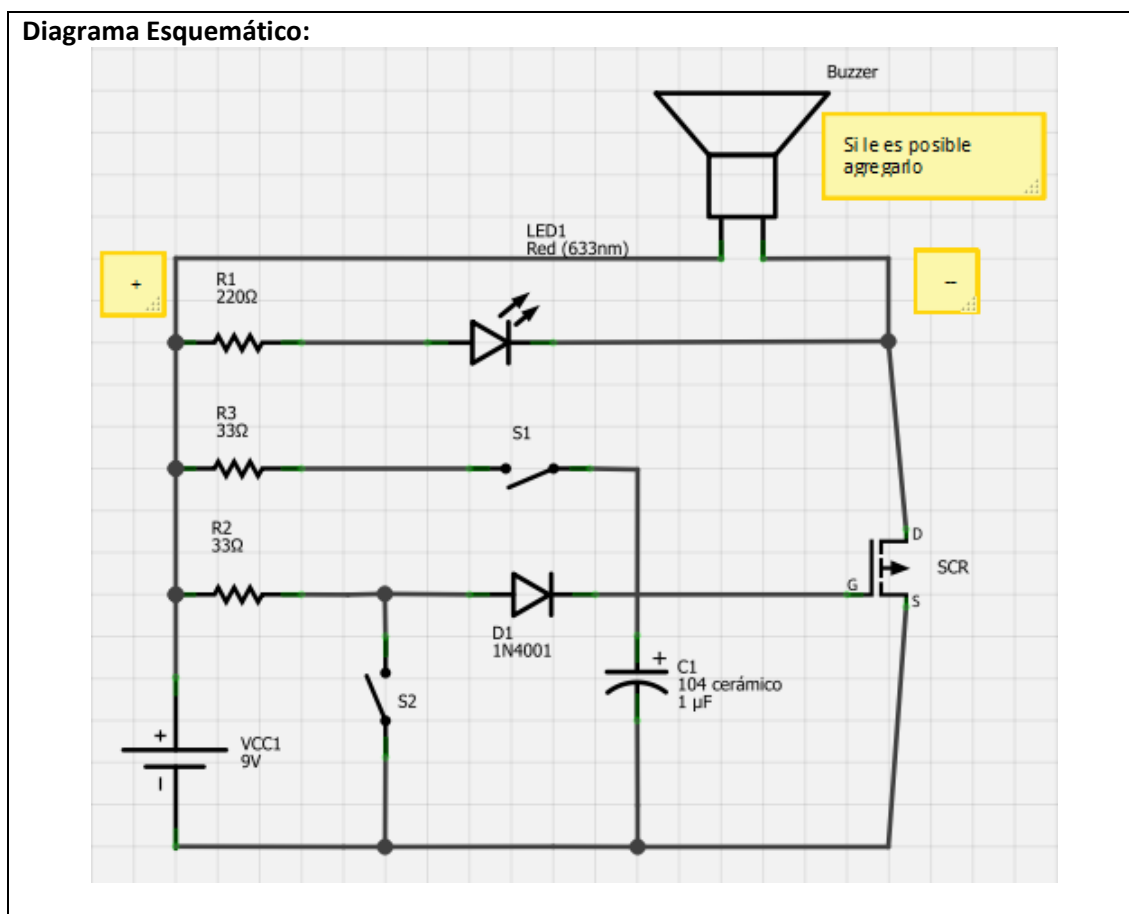 Diagrama Esquemático:
Buzzer
Si le es posible
agregarlo
LED1
Red (633nm)
+
−
R1
220Ω
R3
33Ω
S1
R2
33Ω
D
SCR
G
S
D1
1N4001
+
C1
104 cerámico
1 µF
S2
+
VCC1
9V